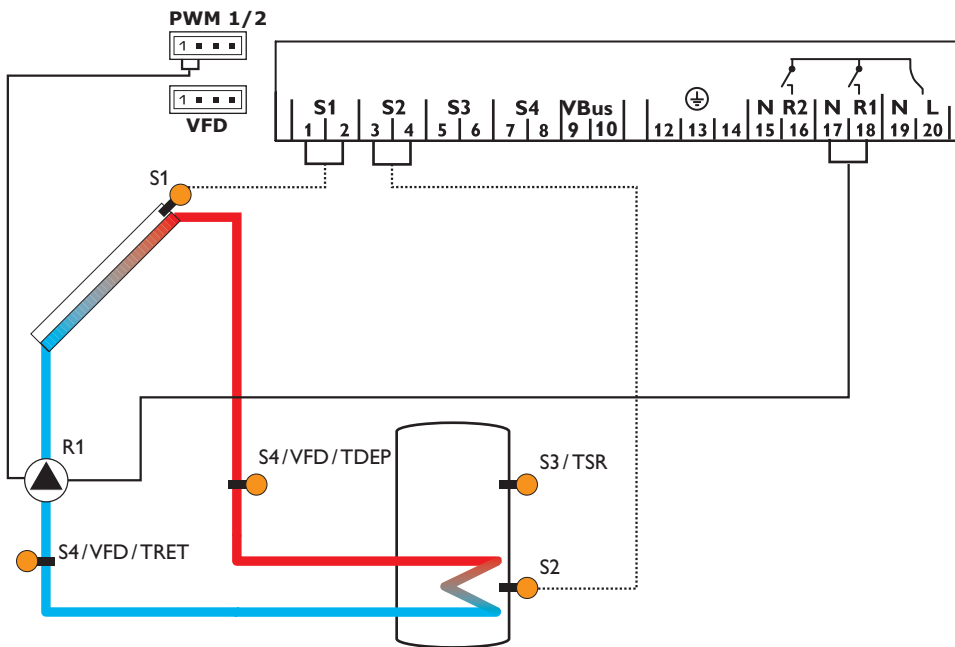 PWM 1/2
1
1
VFD
S1 S2 S3 S4 VBus N R2 N R1 N L
1 2 3 4 5 6 7 8 9 10 12 13 14 15 16 17 18 19 20
S1
R1
S4/VFD/TDEP
S3/TSR
S4/VFD/TRET
S2